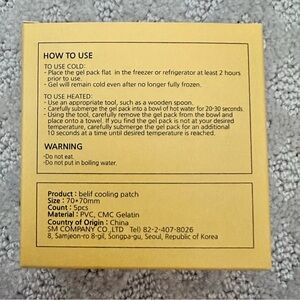 HOW TO USE
TO USE COLD:
- Place the gel pack flat in the freezer or refrigerator at least 2 hours
prior to use.
- Gel will remain cold even after no longer fully frozen.
TO USE HEATED:
- Use an appropriate tool, such as a wooden spoon.
- Carefully submerge the gel pack into a bowl of hot water for 20-30 seconds
- Using the tool, carefully remove the gel pack from the bowl and
place onto a towel. If you find the gel pack is not at your desired
temperature, carefully submerge the gel pack for an additional
10 seconds at a time until desired temperature is reached.
WARNING
-Do not eat.
-Do not put in boiling water.
Product : belif cooling patch
Size : 70*70mm
Count : 5pcs
Material : PVC, CMC Gelatin
Country of Origin : China
SM COMPANY CO.,LTD Tel) 82-2-407-8026
8, Samjeon-ro 8-gil, Songpa-gu, Seoul, Republic of Korea